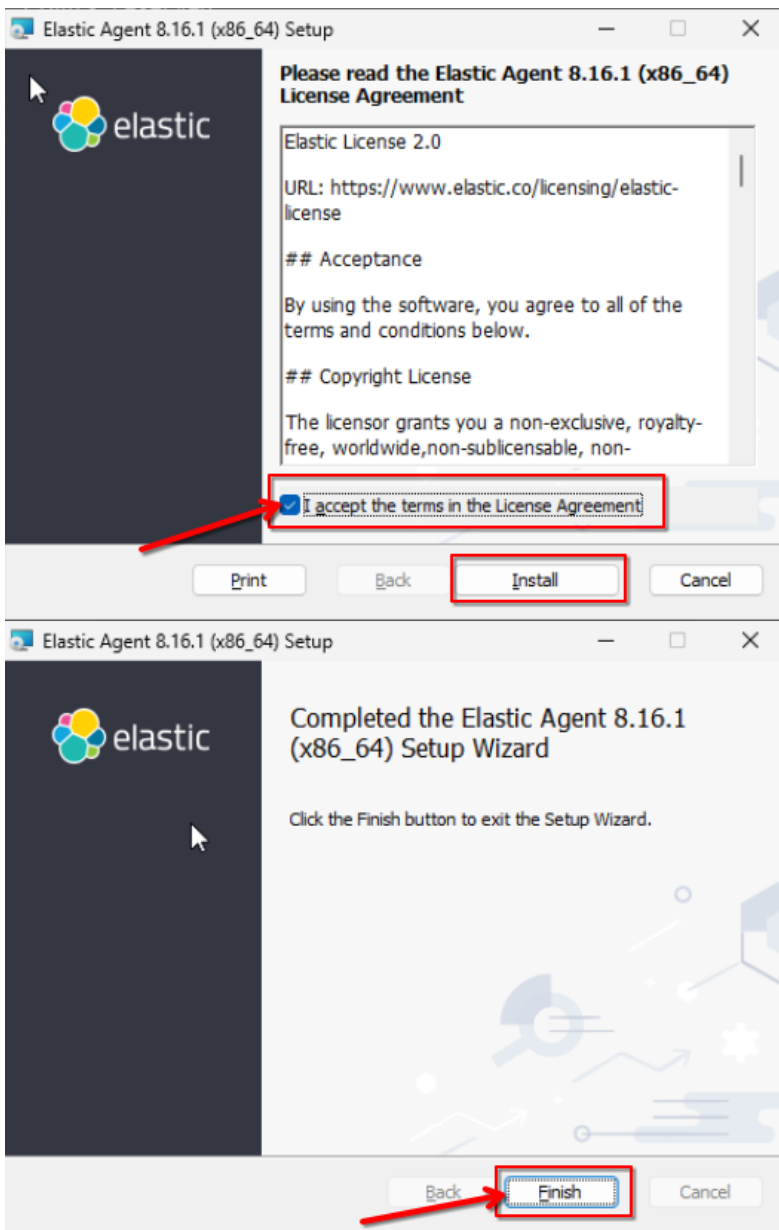 Elastic Agent 8.16.1 (x86_64) Setup
elastic
Please read the Elastic Agent 8.16.1 (x86_64)
License Agreement
Elastic License 2.0
URL: https://www.elastic.co/licensing/elastic-
license
## Acceptance
By using the software, you agree to all of the
terms and conditions below.
## Copyright License
The licensor grants you a non-exclusive, royalty-
free, worldwide,non-sublicensable, non-
I accept the terms in the License Agreement
Print Back Install Cancel
Elastic Agent 8.16.1 (x86_64) Setup
elastic
Completed the Elastic Agent 8.16.1
(x86_64) Setup Wizard
Click the Finish button to exit the Setup Wizard.
Back Finish Cancel